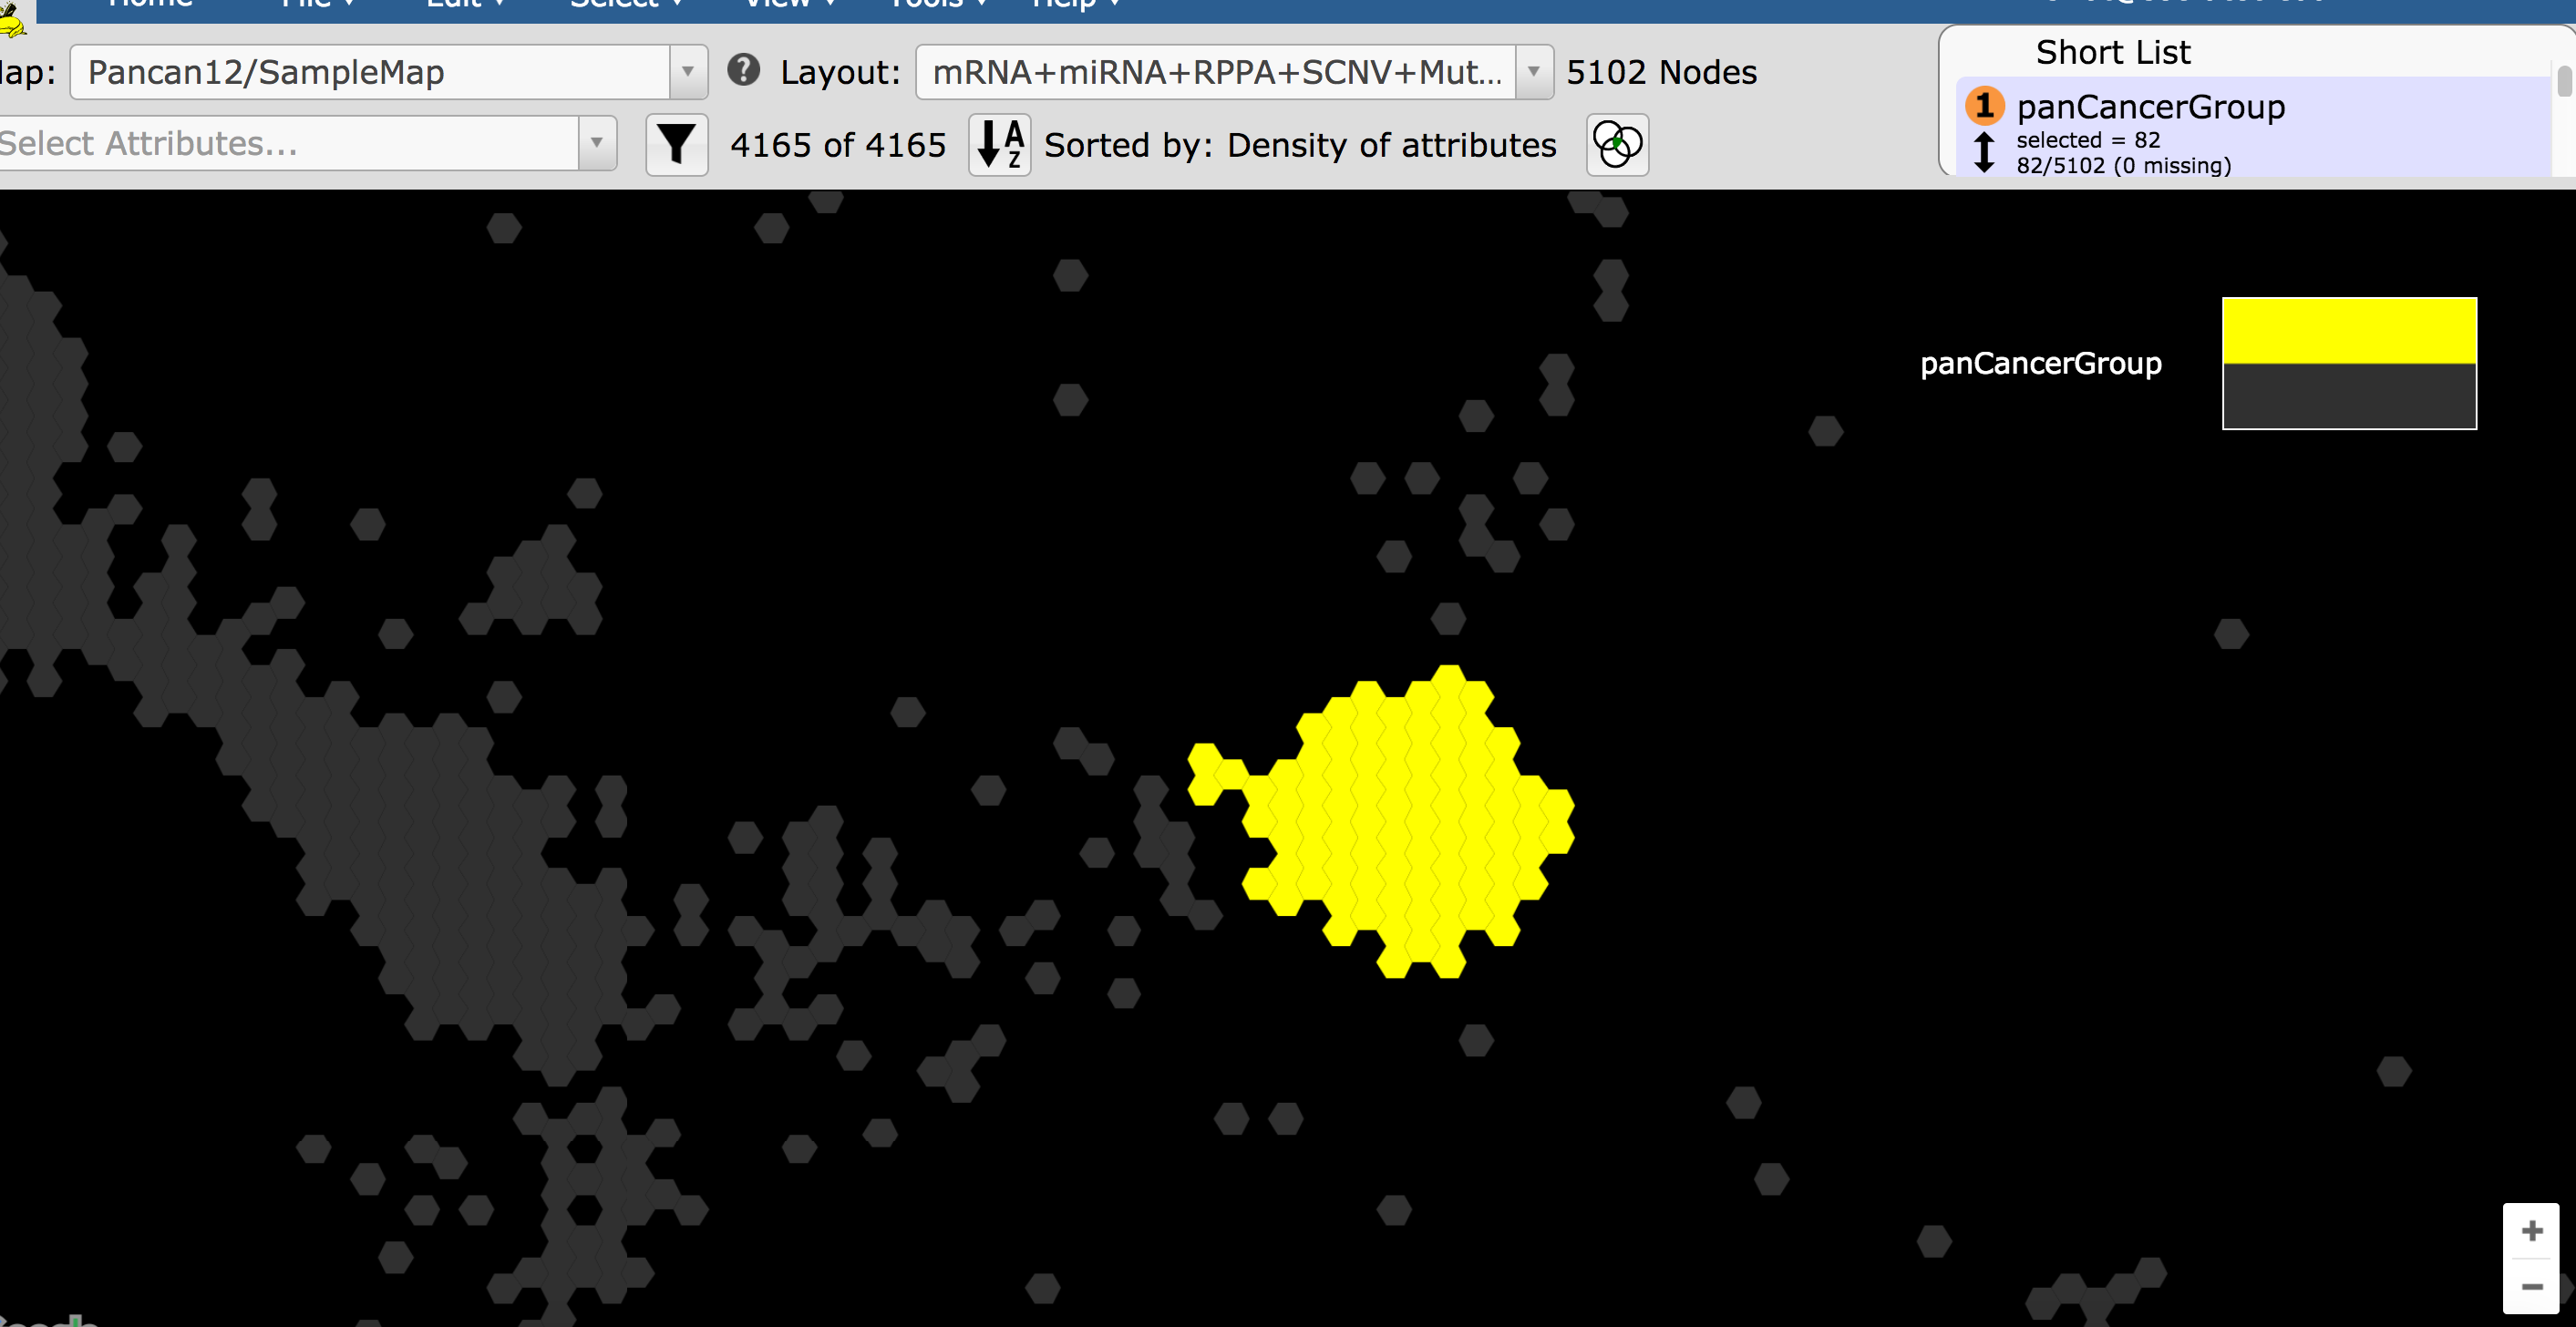 Home File Edit Select View Tools Help
Map: Pancan12/SampleMap ? Layout: mRNA+miRNA+RPPA+SCNV+Mut... 5102 Nodes
Select Attributes... 4165 of 4165 A Z Sorted by: Density of attributes
Short List
1 panCancerGroup
selected = 82
82/5102 (0 missing)
panCancerGroup
+
−